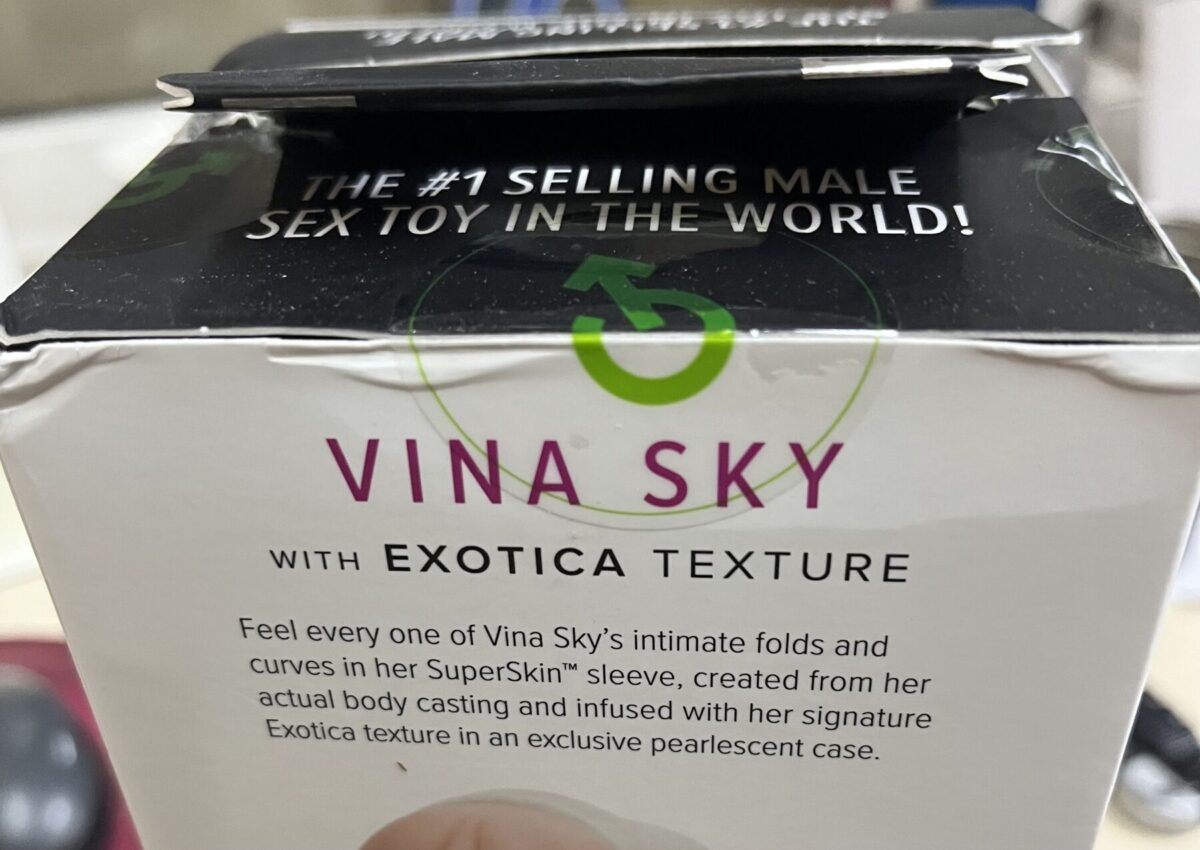 THE #1 SELLING MALE
SEX TOY IN THE WORLD!
VINA SKY
WITH EXOTICA TEXTURE
Feel every one of Vina Sky's intimate folds and
curves in her SuperSkin™ sleeve, created from her
actual body casting and infused with her signature
Exotica texture in an exclusive pearlescent case.